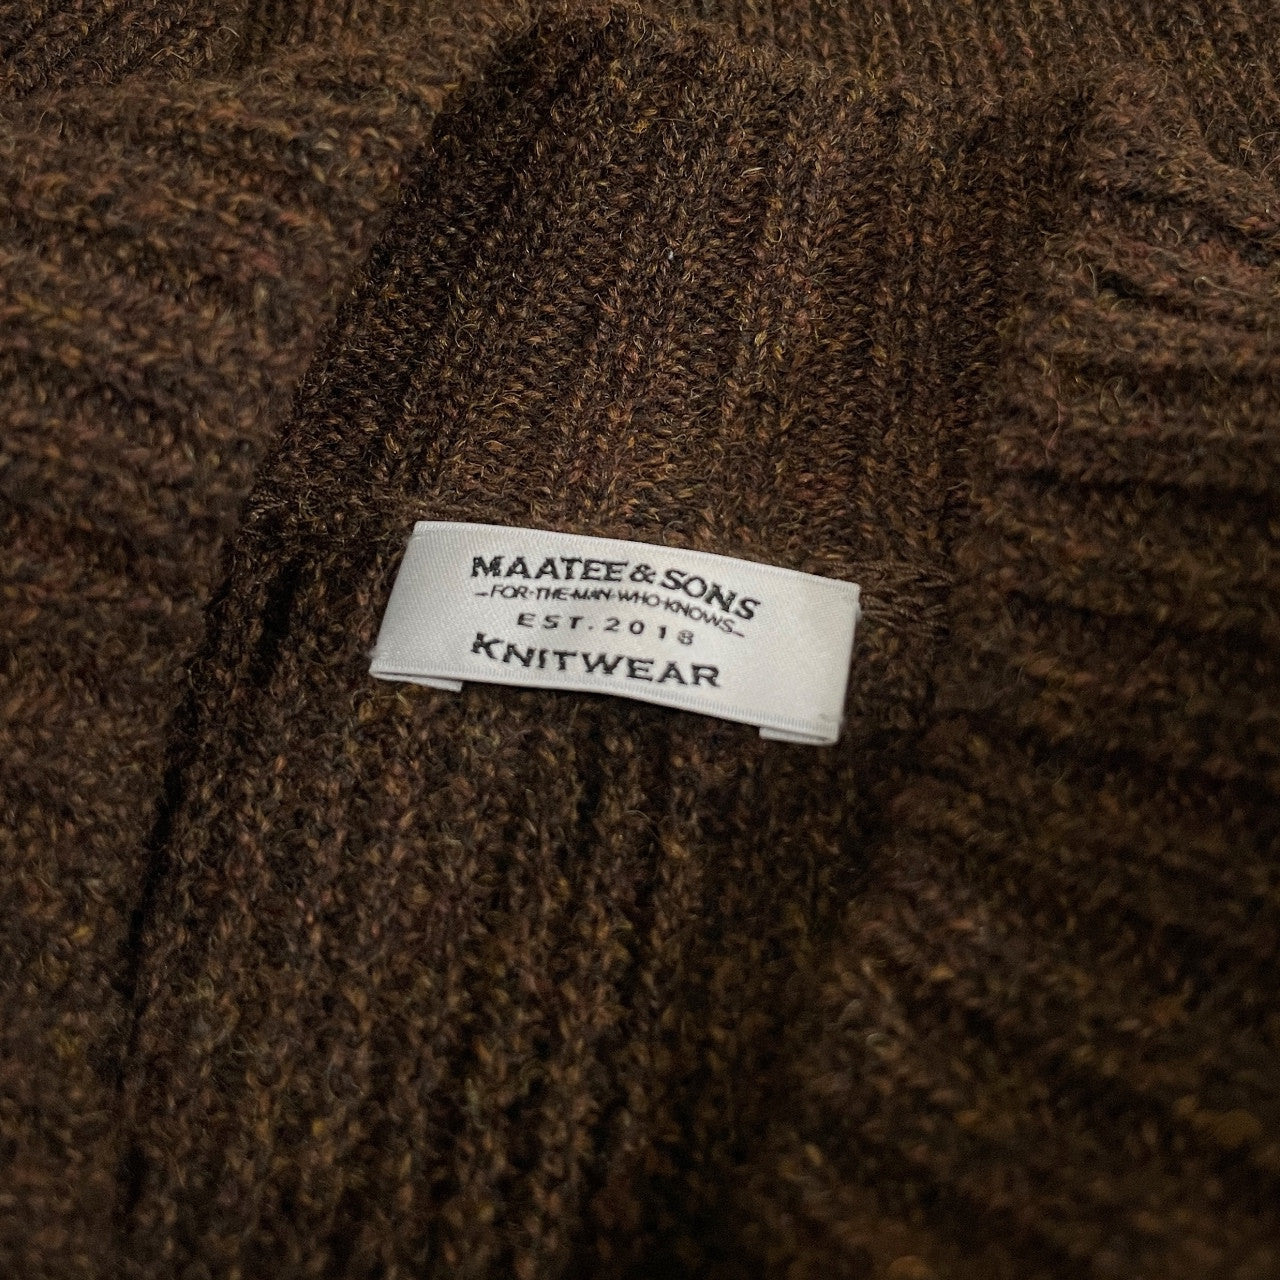 MAATEE & SONS
-FOR·THE·MAN·WHO·KNOWS-
EST.2018
KNITWEAR